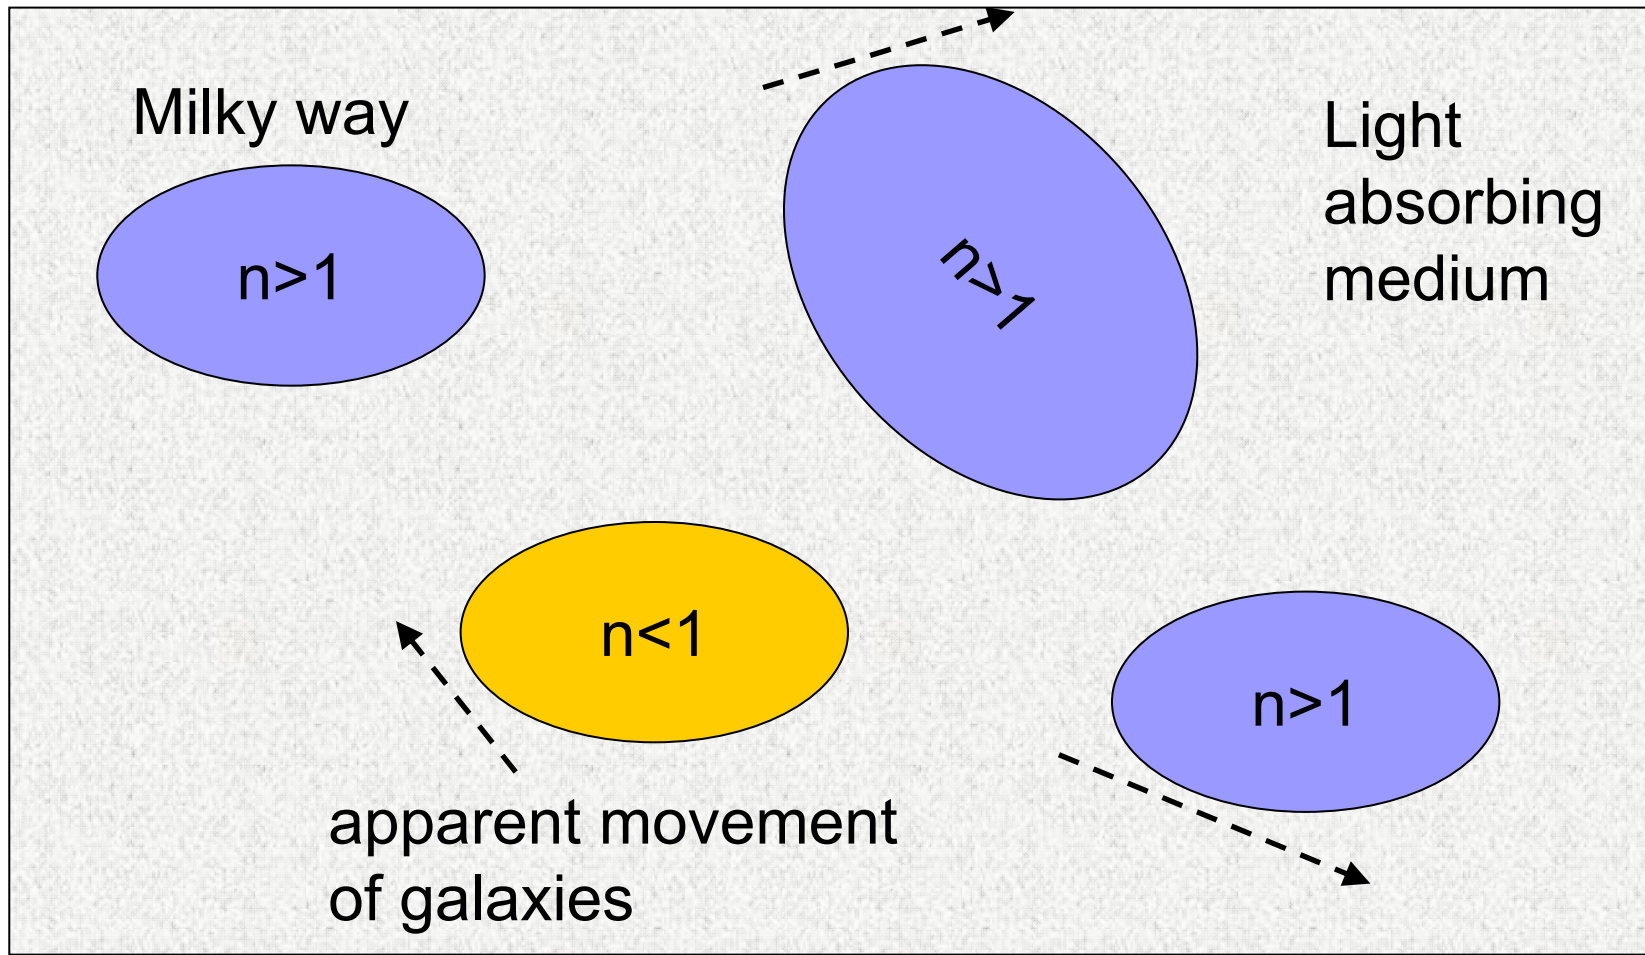 Milky way
n>1
n>1
Light
absorbing
medium
n<1
n>1
apparent movement
of galaxies